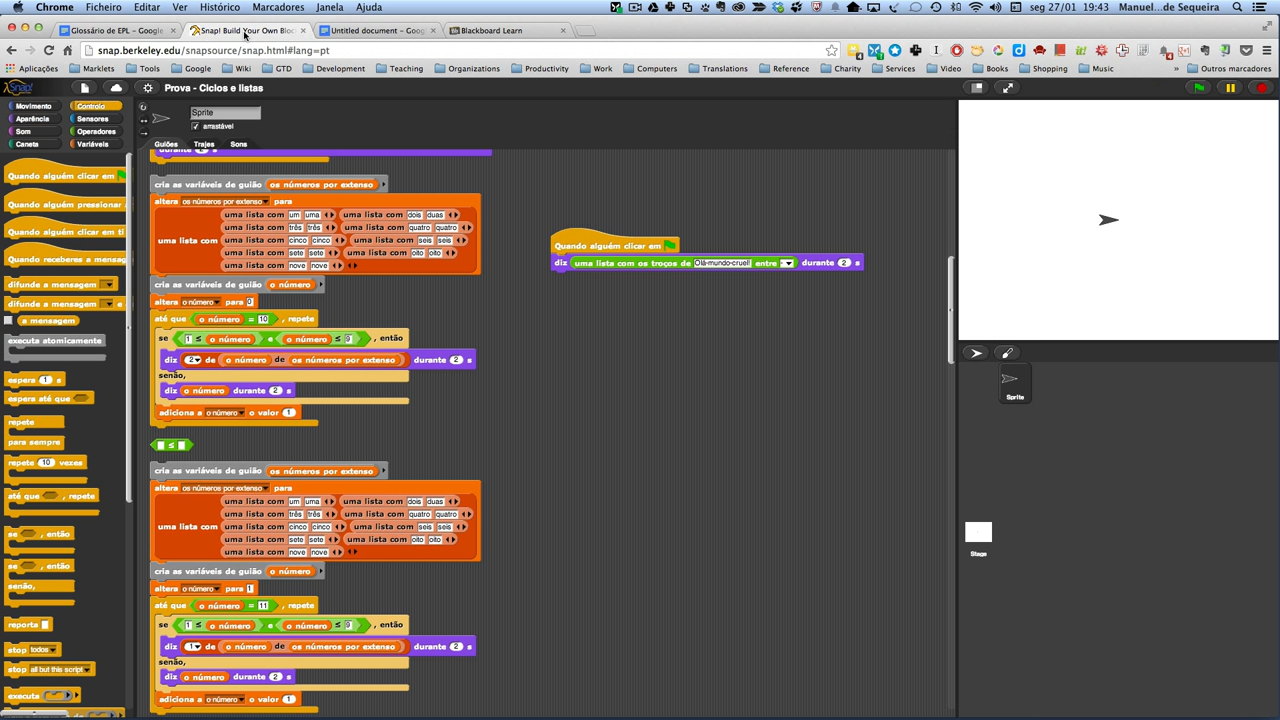 Chrome Ficheiro Editar Ver Histórico Marcadores Janela Ajuda seg 27/01 19:43 Manuel...de Sequeira
Glossário de EPL – Google Snap! Build Your Own Bloc Untitled document – Goog Blackboard Learn
snap.berkeley.edu/snapsource/snap.html#lang=pt
Aplicações Marklets Tools Google Wiki GTD Development Teaching Organizations Productivity Work Computers Translations Reference Charity Services Video Books Shopping Music Outros marcadores
Prova - Ciclos e listas
Movimento Controlo
Aparência Sensores
Som Operadores
Caneta Variáveis
Sprite
arrastável
Guiões Trajes Sons
Quando alguém clicar em
Quando alguém pressionar
Quando alguém clicar em ti
Quando receberes a mensag
difunde a mensagem
difunde a mensagem e
a mensagem
executa atomicamente
espera 1 s
espera até que
repete
para sempre
repete 10 vezes
até que , repete
se , então
se , então
senão,
reporta
stop todos
stop all but this script
executa
durante 2 s
cria as variáveis de guião os números por extenso
altera os números por extenso para
uma lista com
uma lista com um uma uma lista com dois duas
uma lista com três três uma lista com quatro quatro
uma lista com cinco cinco uma lista com seis seis
uma lista com sete sete uma lista com oito oito
uma lista com nove nove
cria as variáveis de guião o número
altera o número para 0
até que o número = 10 , repete
se 1 ≤ o número e o número ≤ 9 , então
diz 2 de o número de os números por extenso durante 2 s
senão,
diz o número durante 2 s
adiciona a o número o valor 1
≤
cria as variáveis de guião os números por extenso
altera os números por extenso para
uma lista com
uma lista com um uma uma lista com dois duas
uma lista com três três uma lista com quatro quatro
uma lista com cinco cinco uma lista com seis seis
uma lista com sete sete uma lista com oito oito
uma lista com nove nove
cria as variáveis de guião o número
altera o número para 1
até que o número = 11 , repete
se 1 ≤ o número e o número ≤ 9 , então
diz 1 de o número de os números por extenso durante 2 s
senão,
diz o número durante 2 s
adiciona a o número o valor 1
Quando alguém clicar em
diz uma lista com os troços de Olá-mundo-cruel! entre - durante 2 s
Sprite
Stage